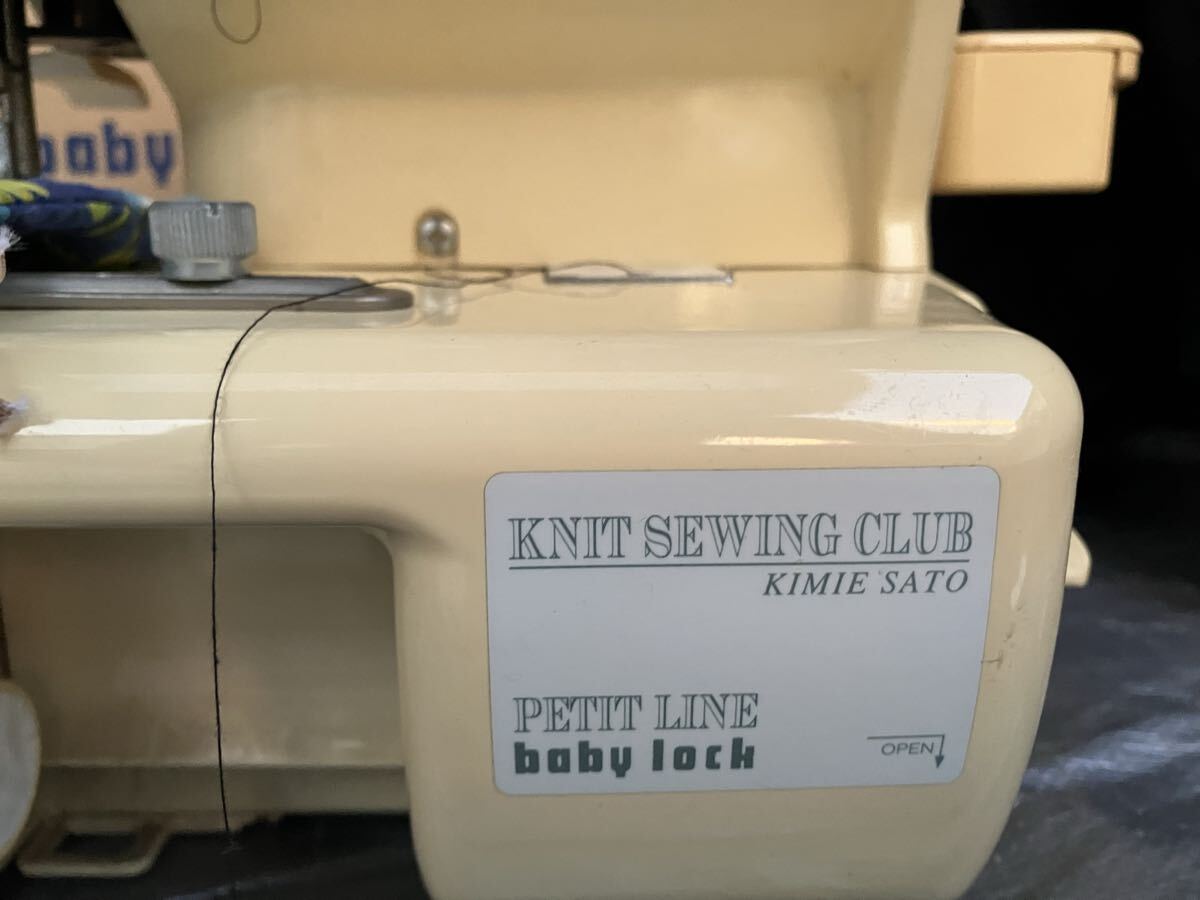 baby
KNIT SEWING CLUB
KIMIE SATO
PETIT LINE
baby lock
OPEN